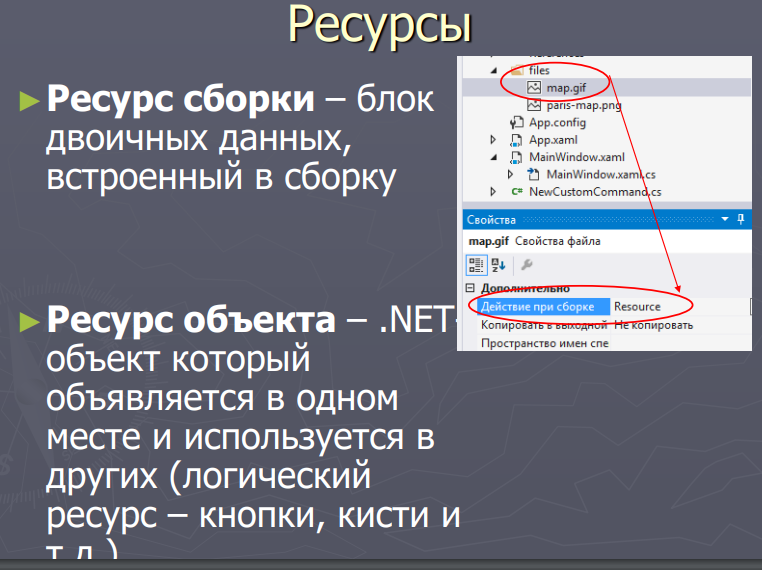 Ресурсы
Ресурс сборки – блок
двоичных данных,
встроенный в сборку
Ресурс объекта – .NET-
объект который
объявляется в одном
месте и используется в
других (логический
ресурс – кнопки, кисти и
т.д.)
files
map.gif
paris-map.png
App.config
App.xaml
MainWindow.xaml
MainWindow.xaml.cs
C# NewCustomCommand.cs
Свойства
map.gif Свойства файла
Дополнительно
Действие при сборке Resource
Копировать в выходной Не копировать
Пространство имен спе